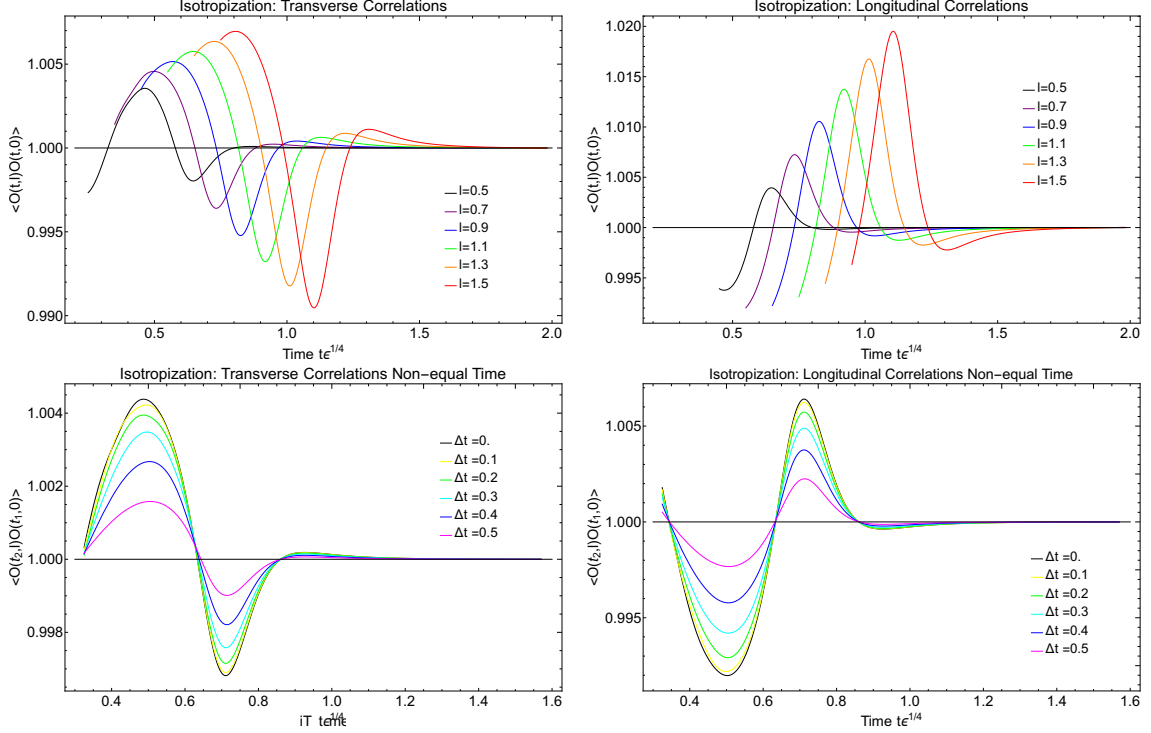 Isotropization: Transverse Correlations
<O(t,l)O(t,0)>
1.005
1.000
0.995
0.990
l=0.5
l=0.7
l=0.9
l=1.1
l=1.3
l=1.5
0.5
1.0
1.5
2.0
Time tϵ^{1/4}
Isotropization: Longitudinal Correlations
<O(t,l)O(t,0)>
1.020
1.015
1.010
1.005
1.000
0.995
l=0.5
l=0.7
l=0.9
l=1.1
l=1.3
l=1.5
0.5
1.0
1.5
2.0
Time tϵ^{1/4}
Isotropization: Transverse Correlations Non-equal Time
<O(t₂,l)O(t₁,0)>
1.004
1.002
1.000
0.998
Δt =0.
Δt =0.1
Δt =0.2
Δt =0.3
Δt =0.4
Δt =0.5
0.4
0.6
0.8
1.0
1.2
1.4
1.6
Isotropization: Longitudinal Correlations Non-equal Time
<O(t₂,l)O(t₁,0)>
1.005
1.000
0.995
Δt =0.
Δt =0.1
Δt =0.2
Δt =0.3
Δt =0.4
Δt =0.5
0.4
0.6
0.8
1.0
1.2
1.4
1.6
Time tϵ^{1/4}